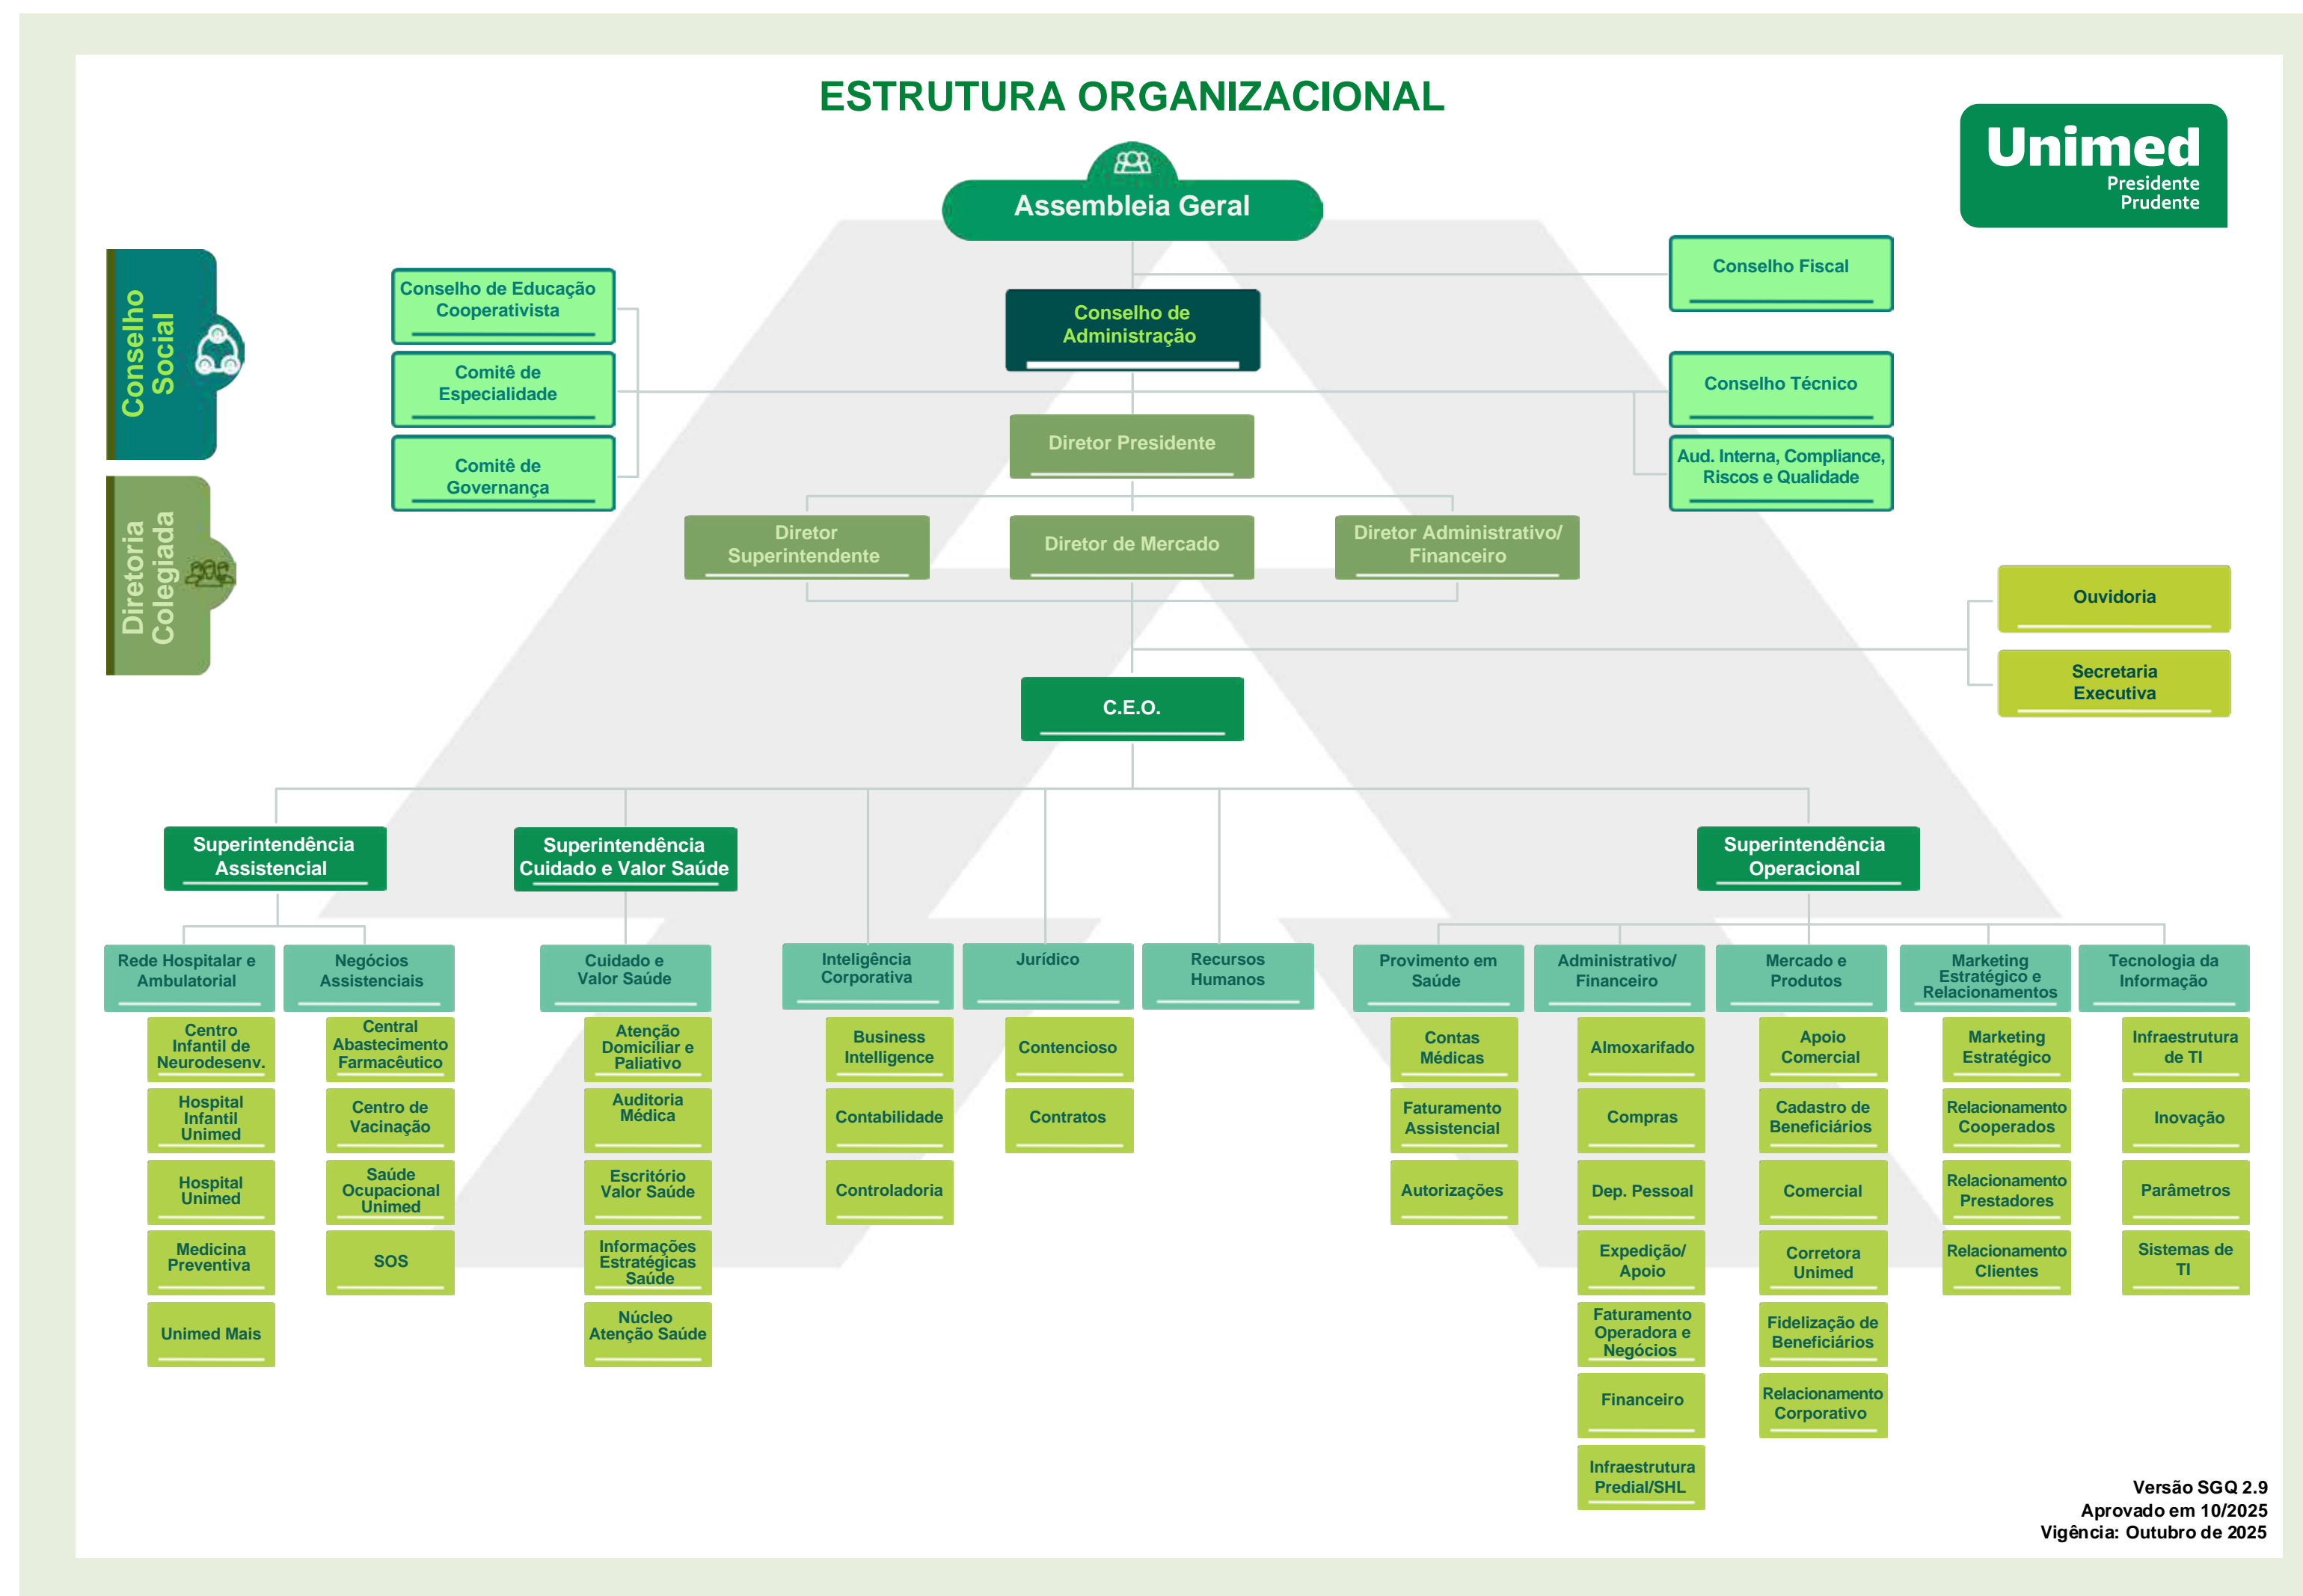 ESTRUTURA ORGANIZACIONAL
Unimed
Presidente
Prudente
Assembleia Geral
Conselho Fiscal
Conselho
Social
Conselho de Educação
Cooperativista
Conselho de
Administração
Comitê de
Especialidade
Conselho Técnico
Diretor Presidente
Comitê de
Governança
Aud. Interna, Compliance,
Riscos e Qualidade
Diretoria
Colegiada
Diretor
Superintendente
Diretor de Mercado
Diretor Administrativo/
Financeiro
Ouvidoria
Secretaria
Executiva
C.E.O.
Superintendência
Assistencial
Superintendência
Cuidado e Valor Saúde
Superintendência
Operacional
Rede Hospitalar e
Ambulatorial
Negócios
Assistenciais
Cuidado e
Valor Saúde
Inteligência
Corporativa
Jurídico
Recursos
Humanos
Provimento em
Saúde
Administrativo/
Financeiro
Mercado e
Produtos
Marketing
Estratégico e
Relacionamentos
Tecnologia da
Informação
Centro
Infantil de
Neurodesenv.
Hospital
Infantil
Unimed
Hospital
Unimed
Medicina
Preventiva
Unimed Mais
Central
Abastecimento
Farmacêutico
Centro de
Vacinação
Saúde
Ocupacional
Unimed
SOS
Atenção
Domiciliar e
Paliativo
Auditoria
Médica
Escritório
Valor Saúde
Informações
Estratégicas
Saúde
Núcleo
Atenção Saúde
Business
Intelligence
Contabilidade
Controladoria
Contencioso
Contratos
Contas
Médicas
Faturamento
Assistencial
Autorizações
Almoxarifado
Compras
Dep. Pessoal
Expedição/
Apoio
Faturamento
Operadora e
Negócios
Financeiro
Infraestrutura
Predial/SHL
Apoio
Comercial
Cadastro de
Beneficiários
Comercial
Corretora
Unimed
Fidelização de
Beneficiários
Relacionamento
Corporativo
Marketing
Estratégico
Relacionamento
Cooperados
Relacionamento
Prestadores
Relacionamento
Clientes
Infraestrutura
de TI
Inovação
Parâmetros
Sistemas de
TI
Versão SGQ 2.9
Aprovado em 10/2025
Vigência: Outubro de 2025